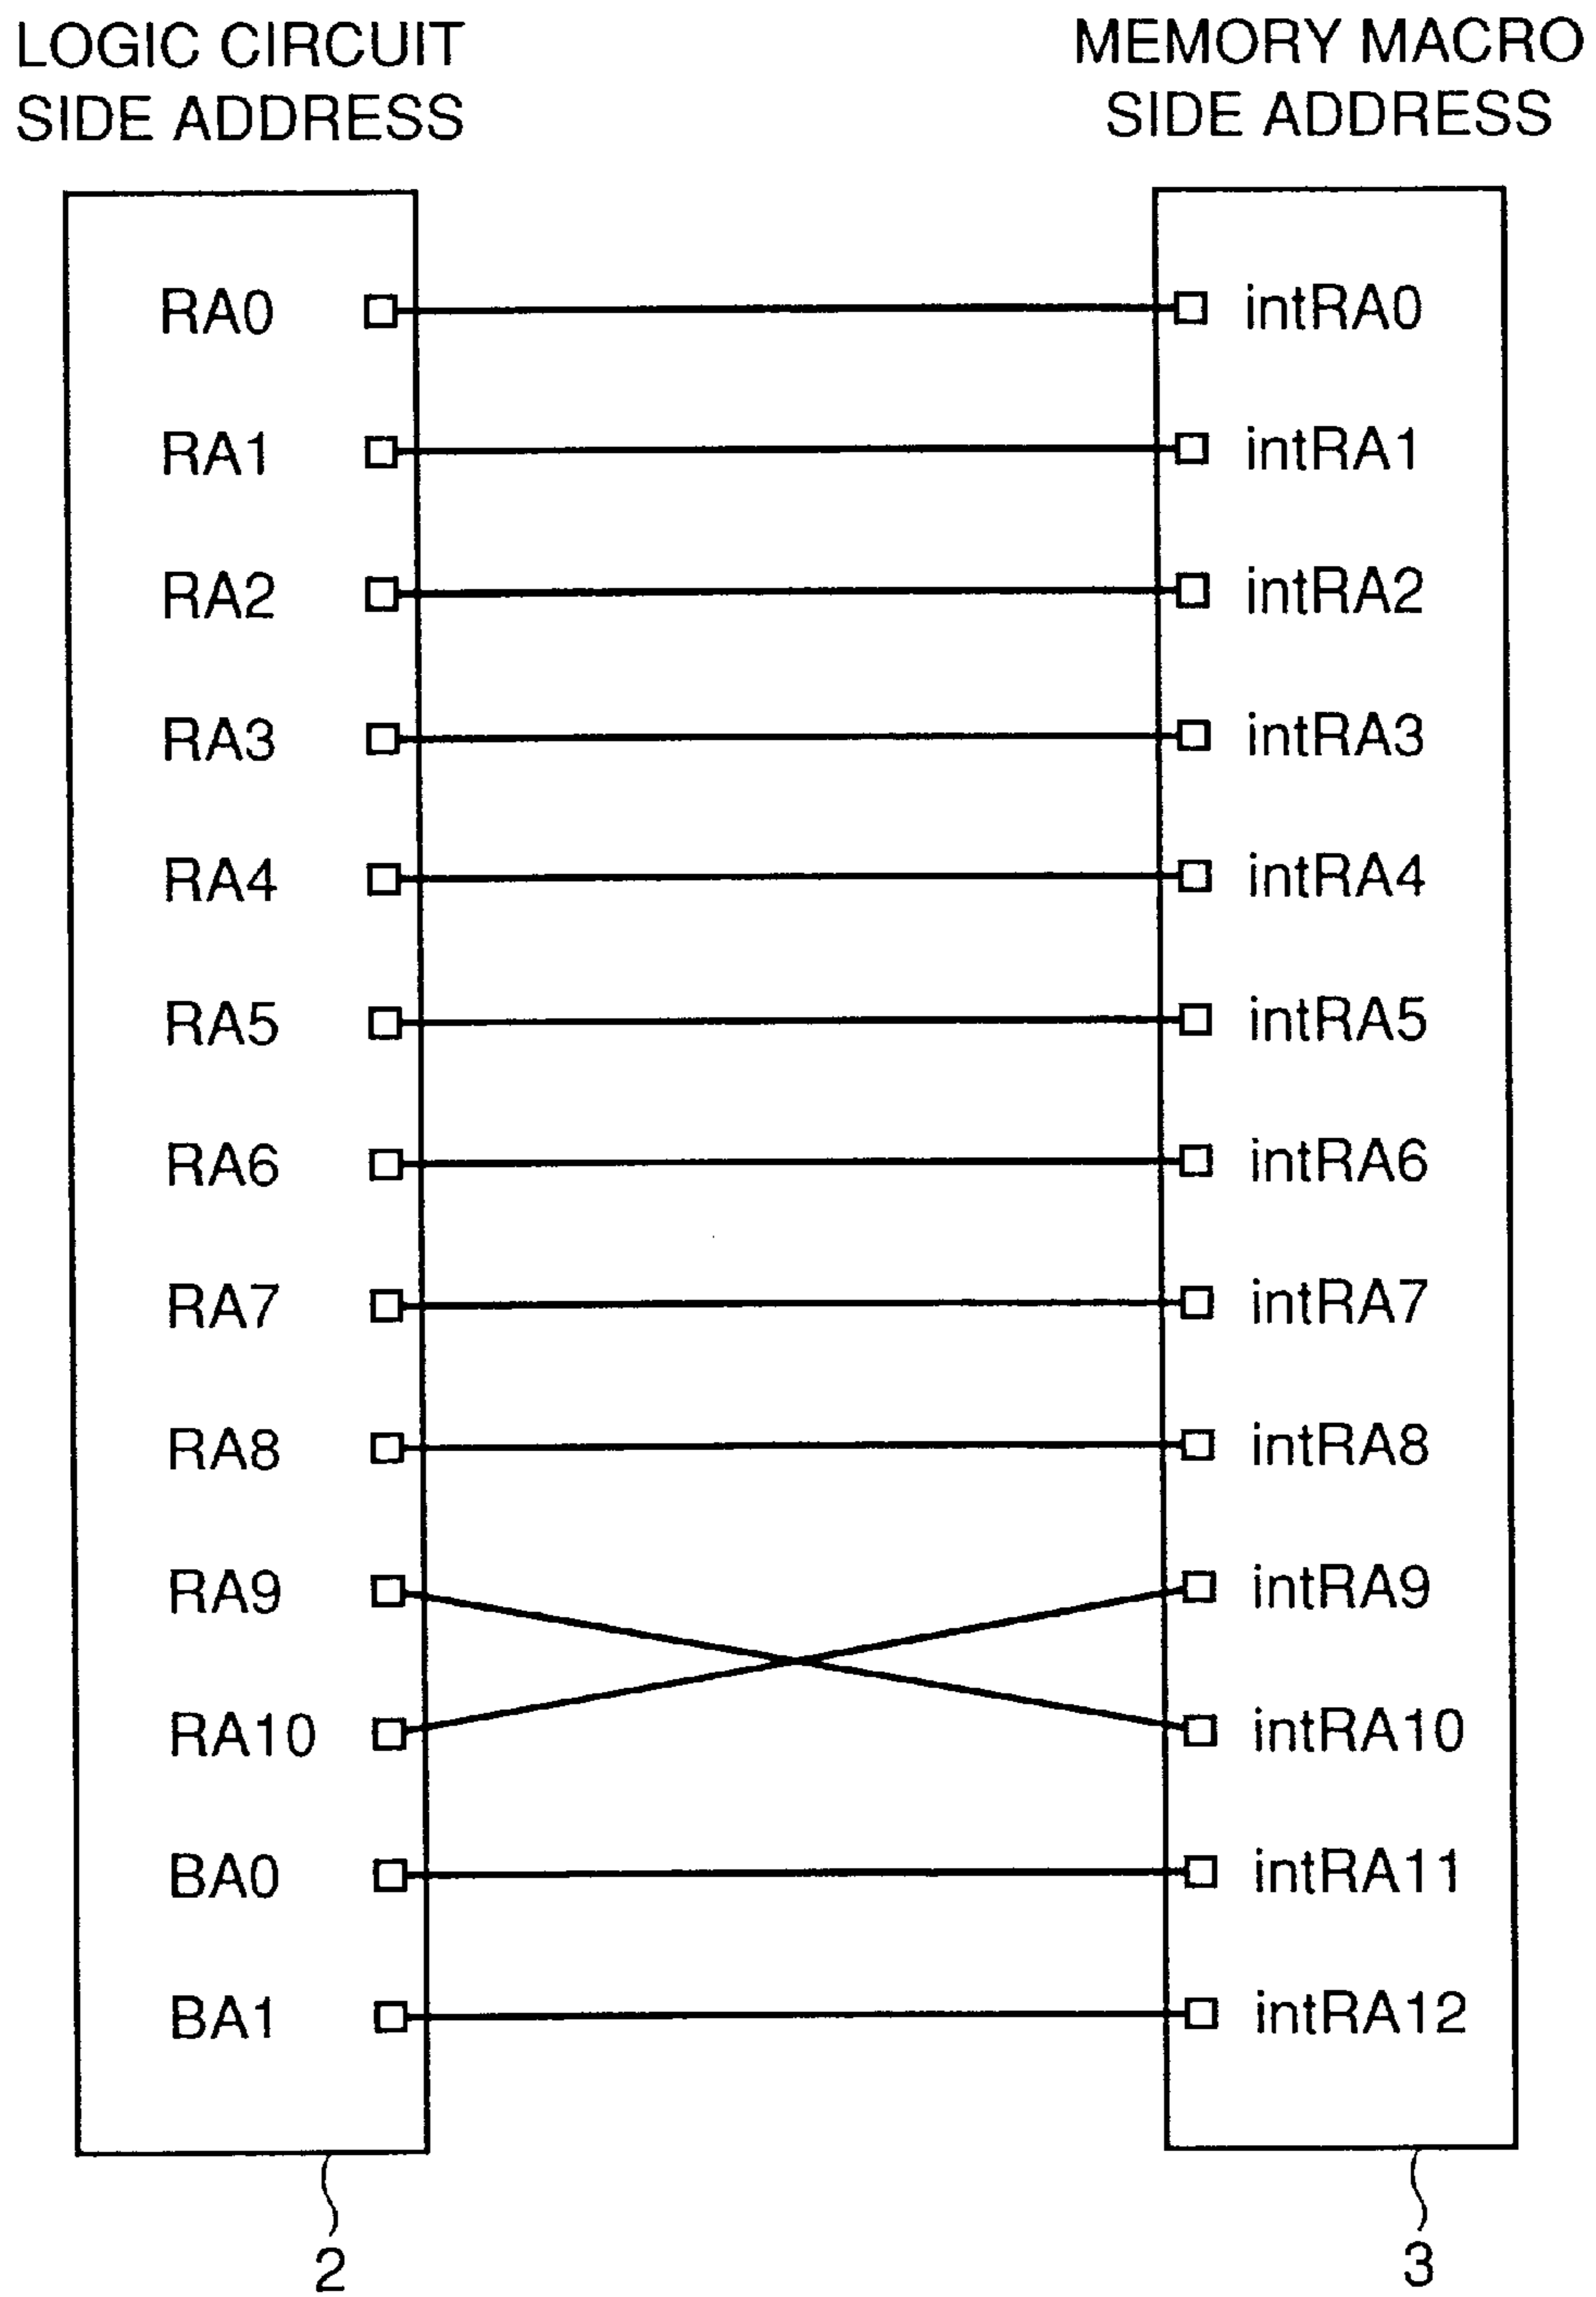 LOGIC CIRCUIT
SIDE ADDRESS
MEMORY MACRO
SIDE ADDRESS
RA0 intRA0
RA1 intRA1
RA2 intRA2
RA3 intRA3
RA4 intRA4
RA5 intRA5
RA6 intRA6
RA7 intRA7
RA8 intRA8
RA9 intRA9
RA10 intRA10
BA0 intRA11
BA1 intRA12
2 3